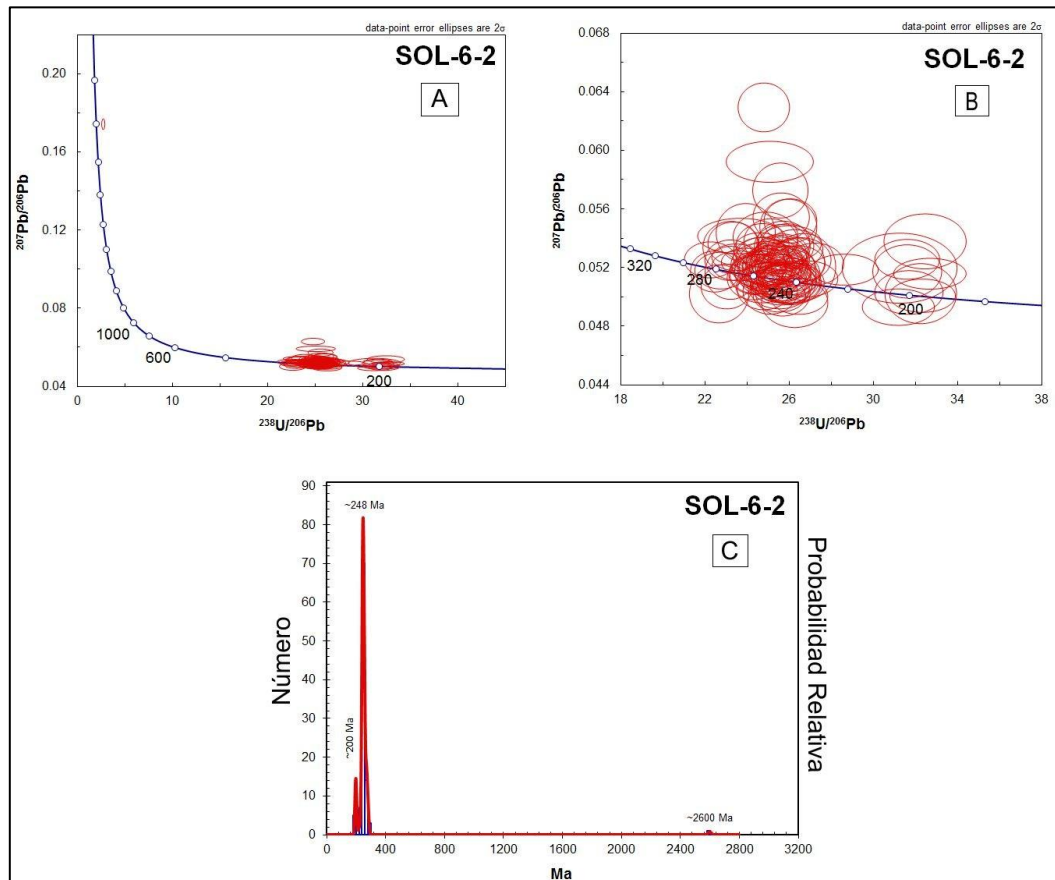 data-point error ellipses are 2σ
SOL-6-2
A
0.20
0.16
0.12
0.08
0.04
²⁰⁷Pb/²⁰⁶Pb
1000
600
200
0
10
20
30
40
²³⁸U/²⁰⁶Pb
data-point error ellipses are 2σ
SOL-6-2
B
0.068
0.064
0.060
0.056
0.052
0.048
0.044
²⁰⁷Pb/²⁰⁶Pb
320
280
240
200
18
22
26
30
34
38
²³⁸U/²⁰⁶Pb
SOL-6-2
C
90
80
70
60
50
40
30
20
10
0
Número
~248 Ma
~200 Ma
~2600 Ma
Probabilidad Relativa
0
400
800
1200
1600
2000
2400
2800
3200
Ma